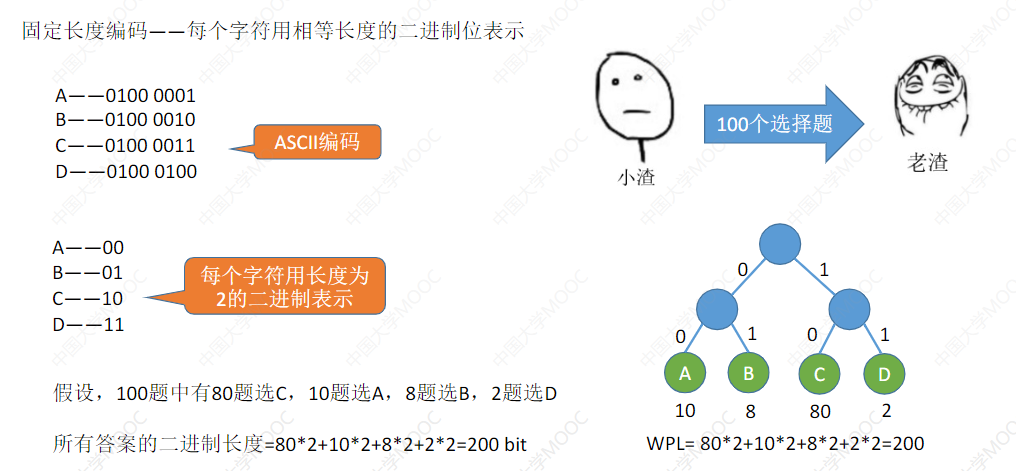 固定长度编码——每个字符用相等长度的二进制位表示
A——0100 0001
B——0100 0010
C——0100 0011
D——0100 0100
ASCII编码
100个选择题
小渣
老渣
A——00
B——01
C——10
D——11
每个字符用长度为
2的二进制表示
0
1
0
1
0
1
A
B
C
D
10
8
80
2
假设，100题中有80题选C，10题选A，8题选B，2题选D
所有答案的二进制长度=80*2+10*2+8*2+2*2=200 bit
WPL= 80*2+10*2+8*2+2*2=200
中国大学MOOC